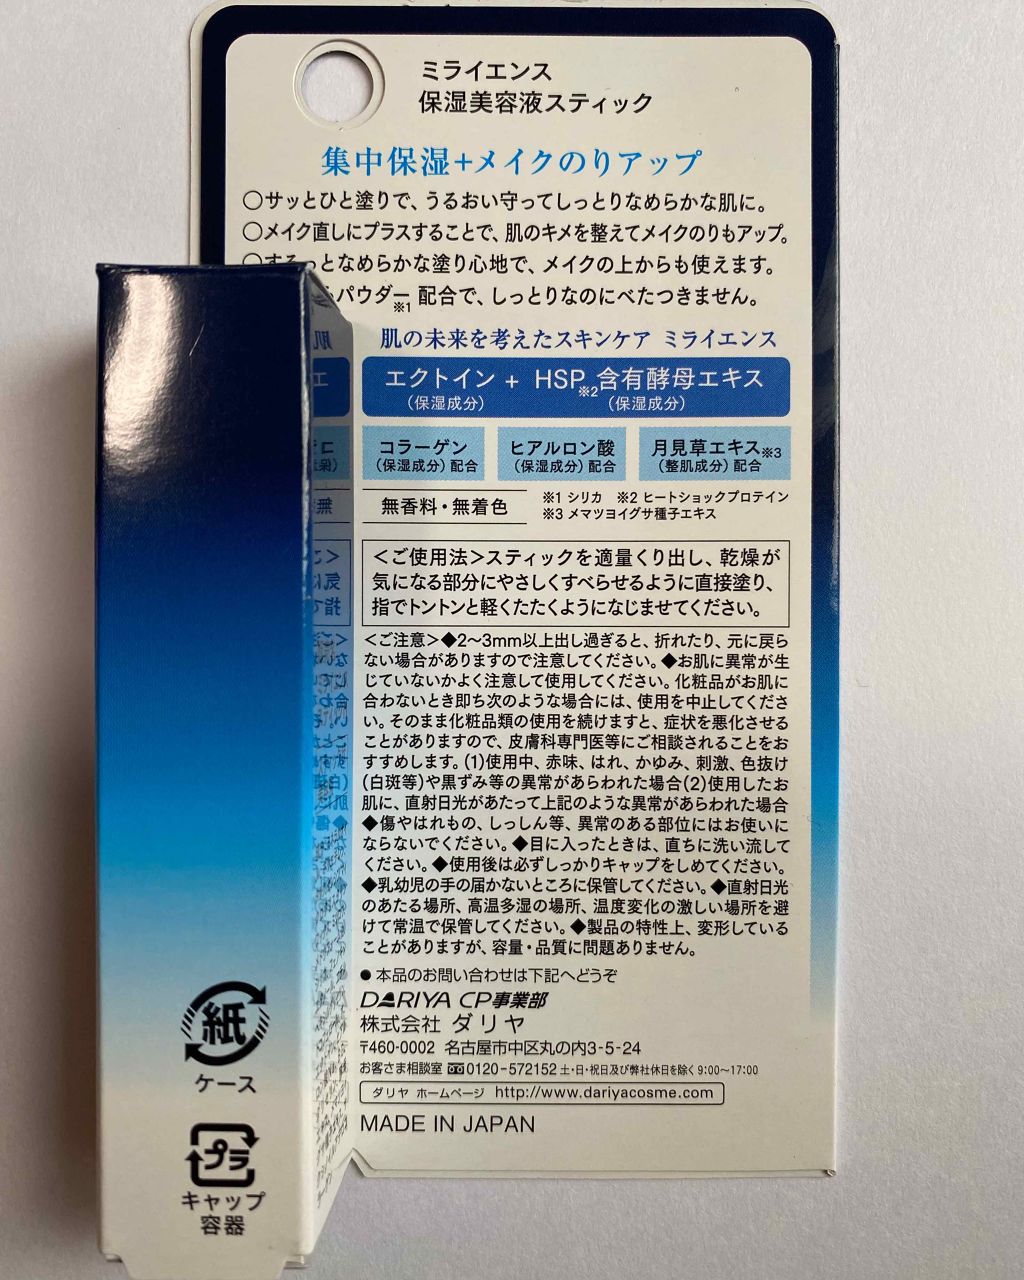 ミライエンス
保湿美容液スティック
集中保湿+メイクのりアップ
○サッとひと塗りで、うるおい守ってしっとりなめらかな肌に。
○メイク直しにプラスすることで、肌のキメを整えてメイクのりもアップ。
となめらかな塗り心地で、メイクの上からも使えます。
パウダー※1 配合で、しっとりなのにべたつきません。
肌の未来を考えたスキンケア ミライエンス
エクトイン + HSP※2含有酵母エキス
(保湿成分) (保湿成分)
コラーゲン ヒアルロン酸 月見草エキス※3
(保湿成分)配合 (保湿成分)配合 (整肌成分)配合
無香料・無着色
※1 シリカ ※2 ヒートショックプロテイン
※3 メマツヨイグサ種子エキス
<ご使用法>スティックを適量くり出し、乾燥が
気になる部分にやさしくすべらせるように直接塗り、
指でトントンと軽くたたくようになじませてください。
<ご注意>◆2〜3mm以上出し過ぎると、折れたり、元に戻ら
ない場合がありますので注意してください。◆お肌に異常が生
じていないかよく注意して使用してください。化粧品がお肌に
合わないとき即ち次のような場合には、使用を中止してくださ
い。そのまま化粧品類の使用を続けますと、症状を悪化させる
ことがありますので、皮膚科専門医等にご相談されることをお
すすめします。(1)使用中、赤味、はれ、かゆみ、刺激、色抜け
(白斑等)や黒ずみ等の異常があらわれた場合(2)使用したお
肌に、直射日光があたって上記のような異常があらわれた場合
◆傷やはれもの、しっしん等、異常のある部位にはお使いに
ならないでください。◆目に入ったときは、直ちに洗い流して
ください。◆使用後は必ずしっかりキャップをしめてください。
◆乳幼児の手の届かないところに保管してください。◆直射日光
のあたる場所、高温多湿の場所、温度変化の激しい場所を避
けて常温で保管してください。◆製品の特性上、変形している
ことがありますが、容量・品質に問題ありません。
●本品のお問い合わせは下記へどうぞ
DARIYA CP事業部
株式会社 ダリヤ
〒460-0002 名古屋市中区丸の内3-5-24
お客さま相談室 0120-572152 土・日・祝日及び弊社休日を除く 9:00〜17:00
ダリヤ ホームページ http://www.dariyacosme.com
MADE IN JAPAN
紙
ケース
プラ
キャップ
容器